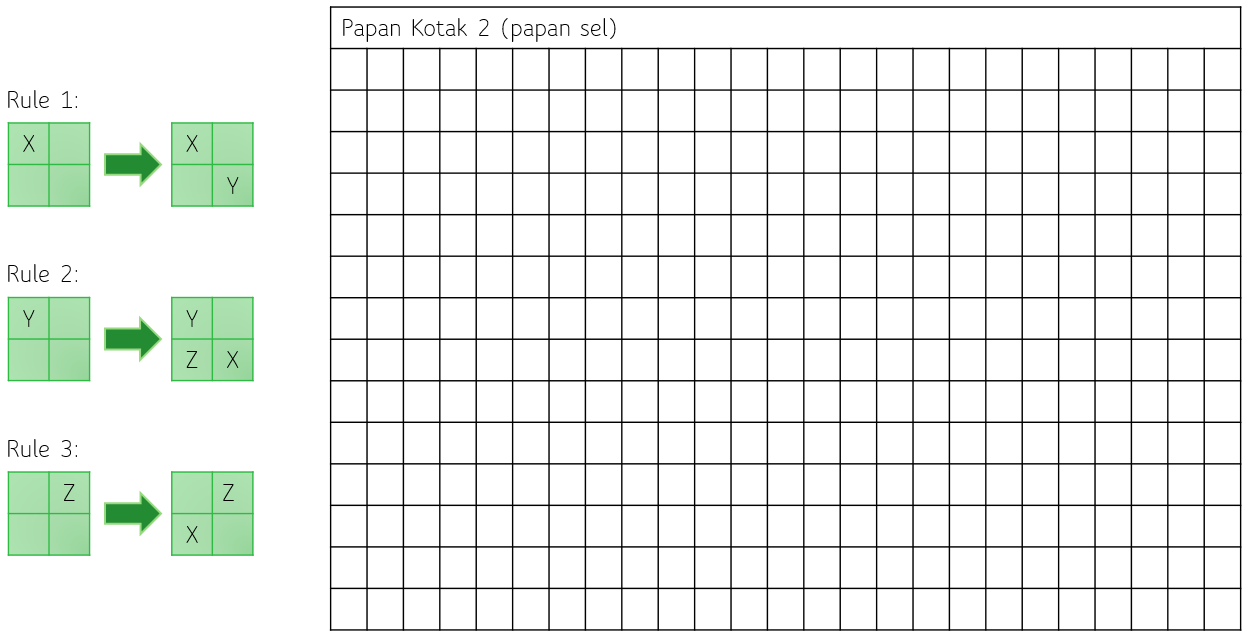 Papan Kotak 2 (papan sel)
Rule 1:
X X
Y
Rule 2:
Y Y
Z X
Rule 3:
Z Z
X